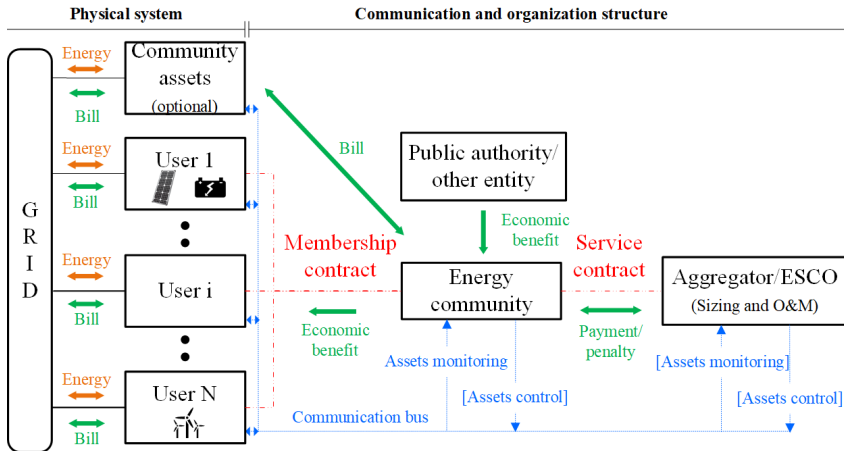 Physical system
Communication and organization structure
GRID
Energy
Bill
Community
assets
(optional)
Energy
Bill
User 1
Energy
Bill
User i
Energy
Bill
User N
Bill
Public authority/
other entity
Economic
benefit
Membership
contract
Economic
benefit
Energy
community
Service
contract
Payment/
penalty
Aggregator/ESCO
(Sizing and O&M)
Assets monitoring
[Assets control]
[Assets monitoring]
[Assets control]
Communication bus